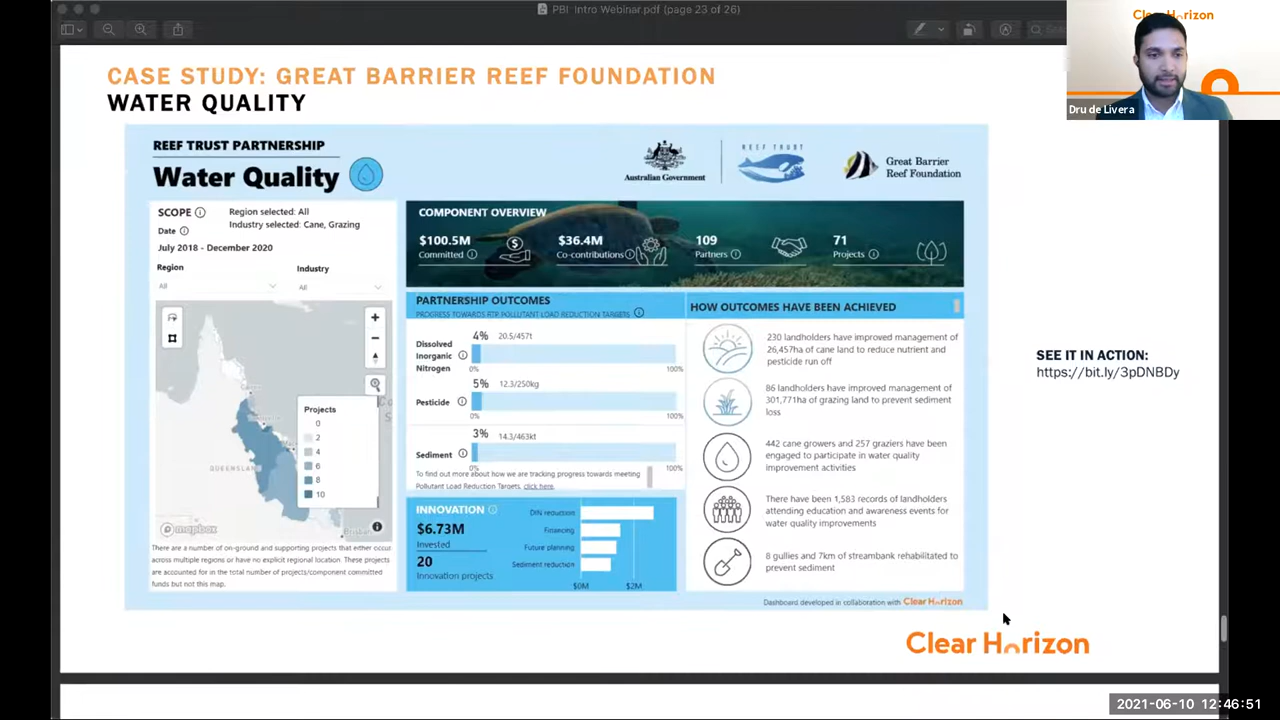 PBI: Intro Webinar.pdf (page 23 of 26)
Clear Horizon
Dru de Livera
CASE STUDY: GREAT BARRIER REEF FOUNDATION
WATER QUALITY
REEF TRUST PARTNERSHIP
Water Quality
Australian Government
REEF TRUST
Great Barrier
Reef Foundation
SCOPE
Region selected: All
Industry selected: Cane, Grazing
Date
July 2018 - December 2020
Region
Industry
All
All
QUEENSLAND
Projects
0
2
4
6
8
10
mapbox
There are a number of on-ground and supporting projects that either occur
across multiple regions or have no explicit regional location. These projects
are accounted for in the total number of projects/component committed
funds but not this map.
COMPONENT OVERVIEW
$100.5M
Committed
$36.4M
Co-contributions
109
Partners
71
Projects
PARTNERSHIP OUTCOMES
PROGRESS TOWARDS RTP POLLUTANT LOAD REDUCTION TARGETS
Dissolved
Inorganic
Nitrogen
4% 20.5/457t
0% 100%
Pesticide
5% 12.3/250kg
0% 100%
Sediment
3% 14.3/463kt
0% 100%
To find out more about how we are tracking progress towards meeting
Pollutant Load Reduction Targets, click here.
INNOVATION
$6.73M
Invested
20
Innovation projects
DIN reduction
Financing
Future planning
Sediment reduction
$0M $2M
HOW OUTCOMES HAVE BEEN ACHIEVED
230 landholders have improved management of
26,457ha of cane land to reduce nutrient and
pesticide run off
86 landholders have improved management of
301,771ha of grazing land to prevent sediment
loss
442 cane growers and 257 graziers have been
engaged to participate in water quality
improvement activities
There have been 1,583 records of landholders
attending education and awareness events for
water quality improvements
8 gullies and 7km of streambank rehabilitated to
prevent sediment
Dashboard developed in collaboration with Clear Horizon
SEE IT IN ACTION:
https://bit.ly/3pDNBDy
Clear Horizon
2021-06-10 12:46:51